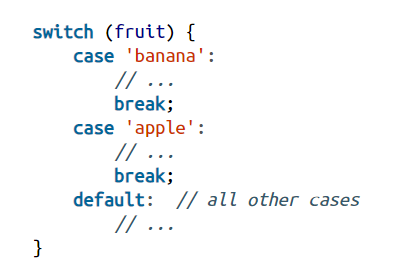 switch (fruit) {
    case 'banana':
        // ...
        break;
    case 'apple':
        // ...
        break;
    default:  // all other cases
        // ...
}